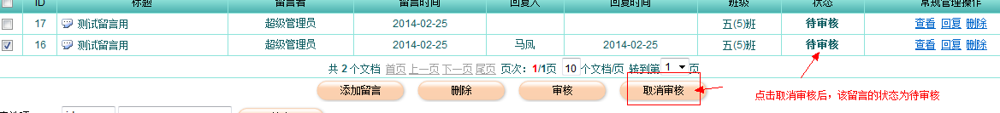 ID 标题 留言者 留言时间 回复人 回复时间 班级 状态 常规管理操作
17 测试留言用 超级管理员 2014-02-25 五(5)班 待审核 查看 回复 删除
16 测试留言用 超级管理员 2014-02-25 马凤 2014-02-25 五(5)班 待审核 查看 回复 删除
共 2 个文档 首页 上一页 下一页 尾页 页次：1/1页 10 个文档/页 转到第 1 页
添加留言 删除 审核 取消审核
点击取消审核后，该留言的状态为待审核